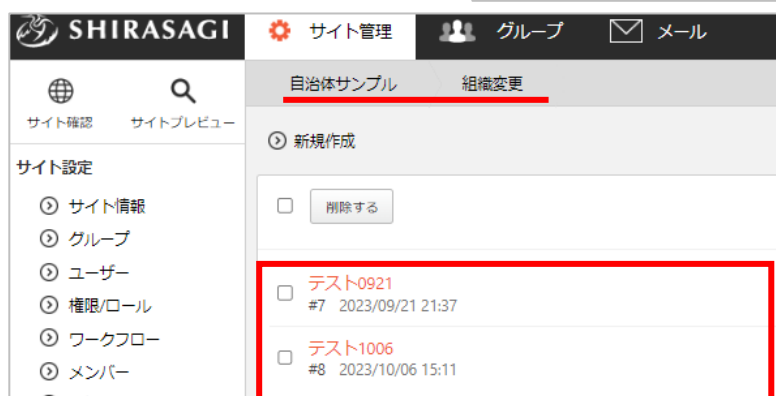 SHIRASAGI
サイト管理
グループ
メール
サイト確認
サイトプレビュー
自治体サンプル
組織変更
新規作成
サイト設定
サイト情報
グループ
ユーザー
権限/ロール
ワークフロー
メンバー
削除する
テスト0921
#7 2023/09/21 21:37
テスト1006
#8 2023/10/06 15:11